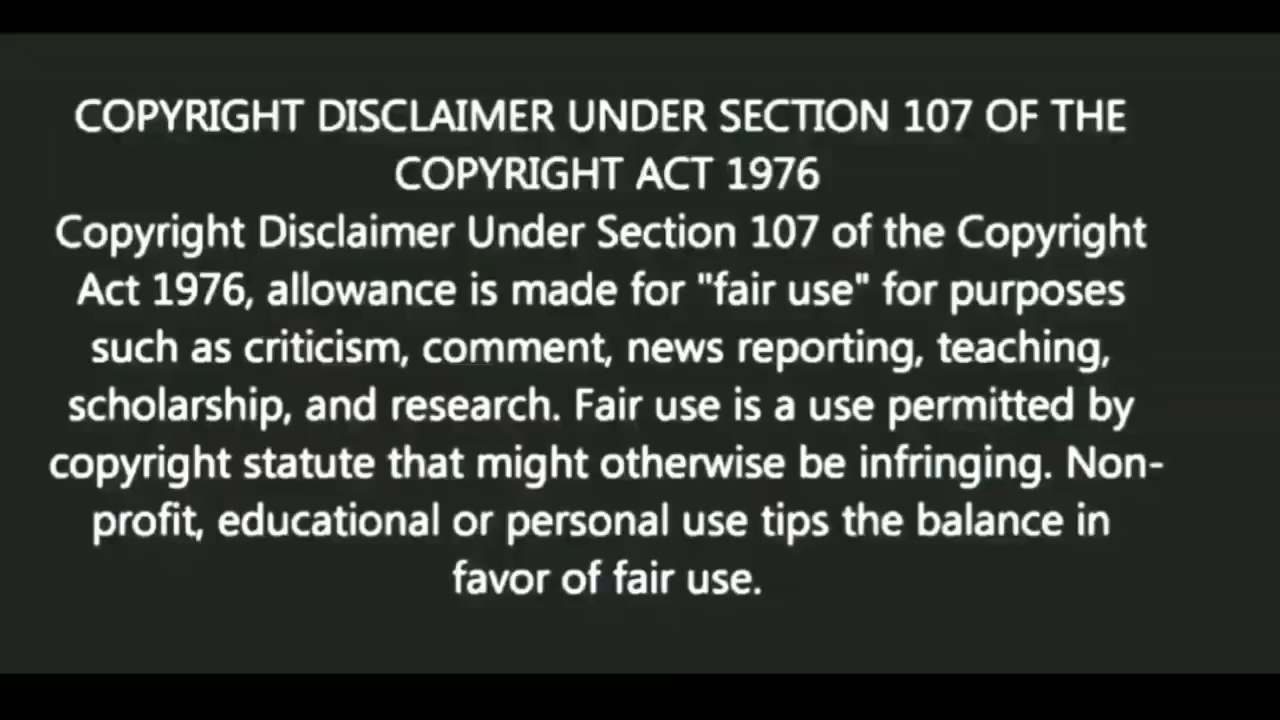 COPYRIGHT DISCLAIMER UNDER SECTION 107 OF THE
COPYRIGHT ACT 1976
Copyright Disclaimer Under Section 107 of the Copyright
Act 1976, allowance is made for "fair use" for purposes
such as criticism, comment, news reporting, teaching,
scholarship, and research. Fair use is a use permitted by
copyright statute that might otherwise be infringing. Non-
profit, educational or personal use tips the balance in
favor of fair use.